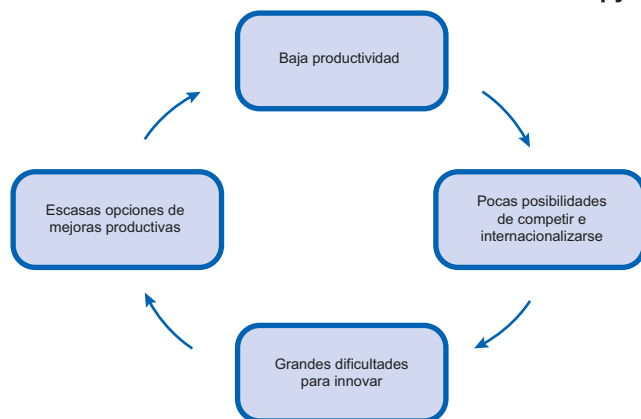 Baja productividad
Escasas opciones de
mejoras productivas
Pocas posibilidades
de competir e
internacionalizarse
Grandes dificultades
para innovar